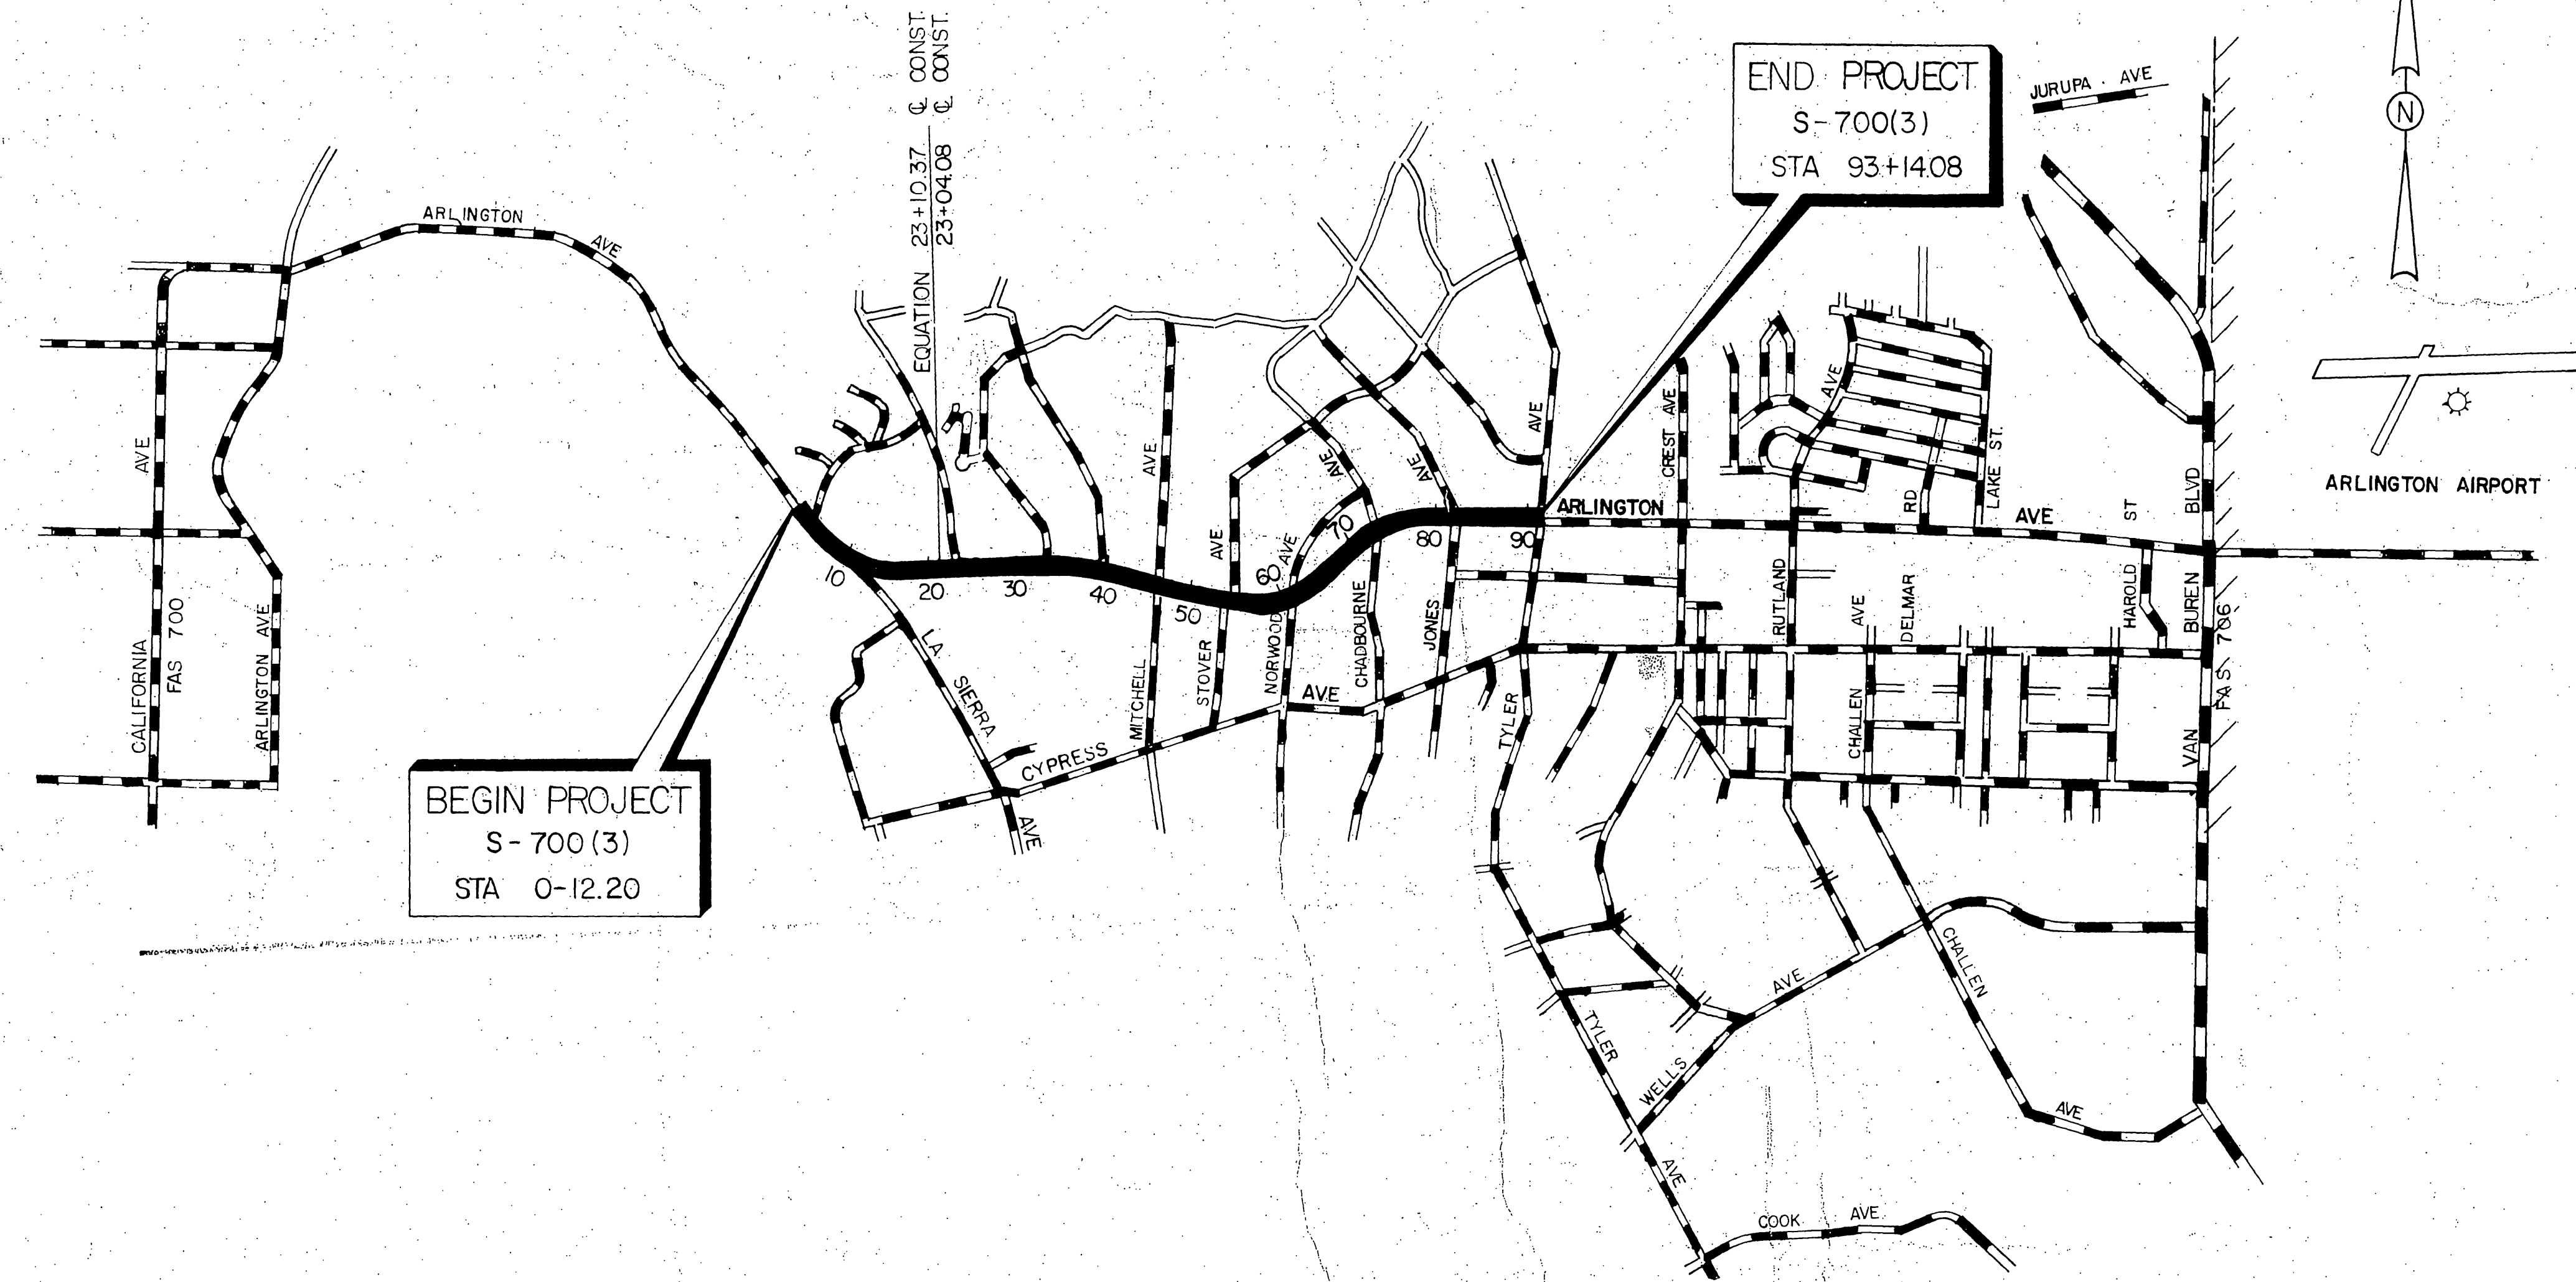 ℄ CONST.
℄ CONST.
EQUATION 23+10.37
23+04.08
END PROJECT
S-700(3)
STA 93+14.08
JURUPA AVE
N
ARLINGTON AVE
CREST AVE
AVE
AVE
AVE
AVE
AVE
AVE
AVE
RD
LAKE ST.
ARLINGTON AIRPORT
ARLINGTON AVE
ST
BLVD
10
20
30
40
50
60
70
80
90
AVE
CALIFORNIA
FAS 700
ARLINGTON AVE
LA SIERRA AVE
MITCHELL
STOVER
NORWOOD
CHADBOURNE
JONES
TYLER
RUTLAND
CHALLEN AVE
DELMAR
HAROLD
VAN BUREN
FAS 706
CYPRESS AVE
BEGIN PROJECT
S-700(3)
STA 0-12.20
CHALLEN AVE
WELLS AVE
TYLER AVE
COOK AVE